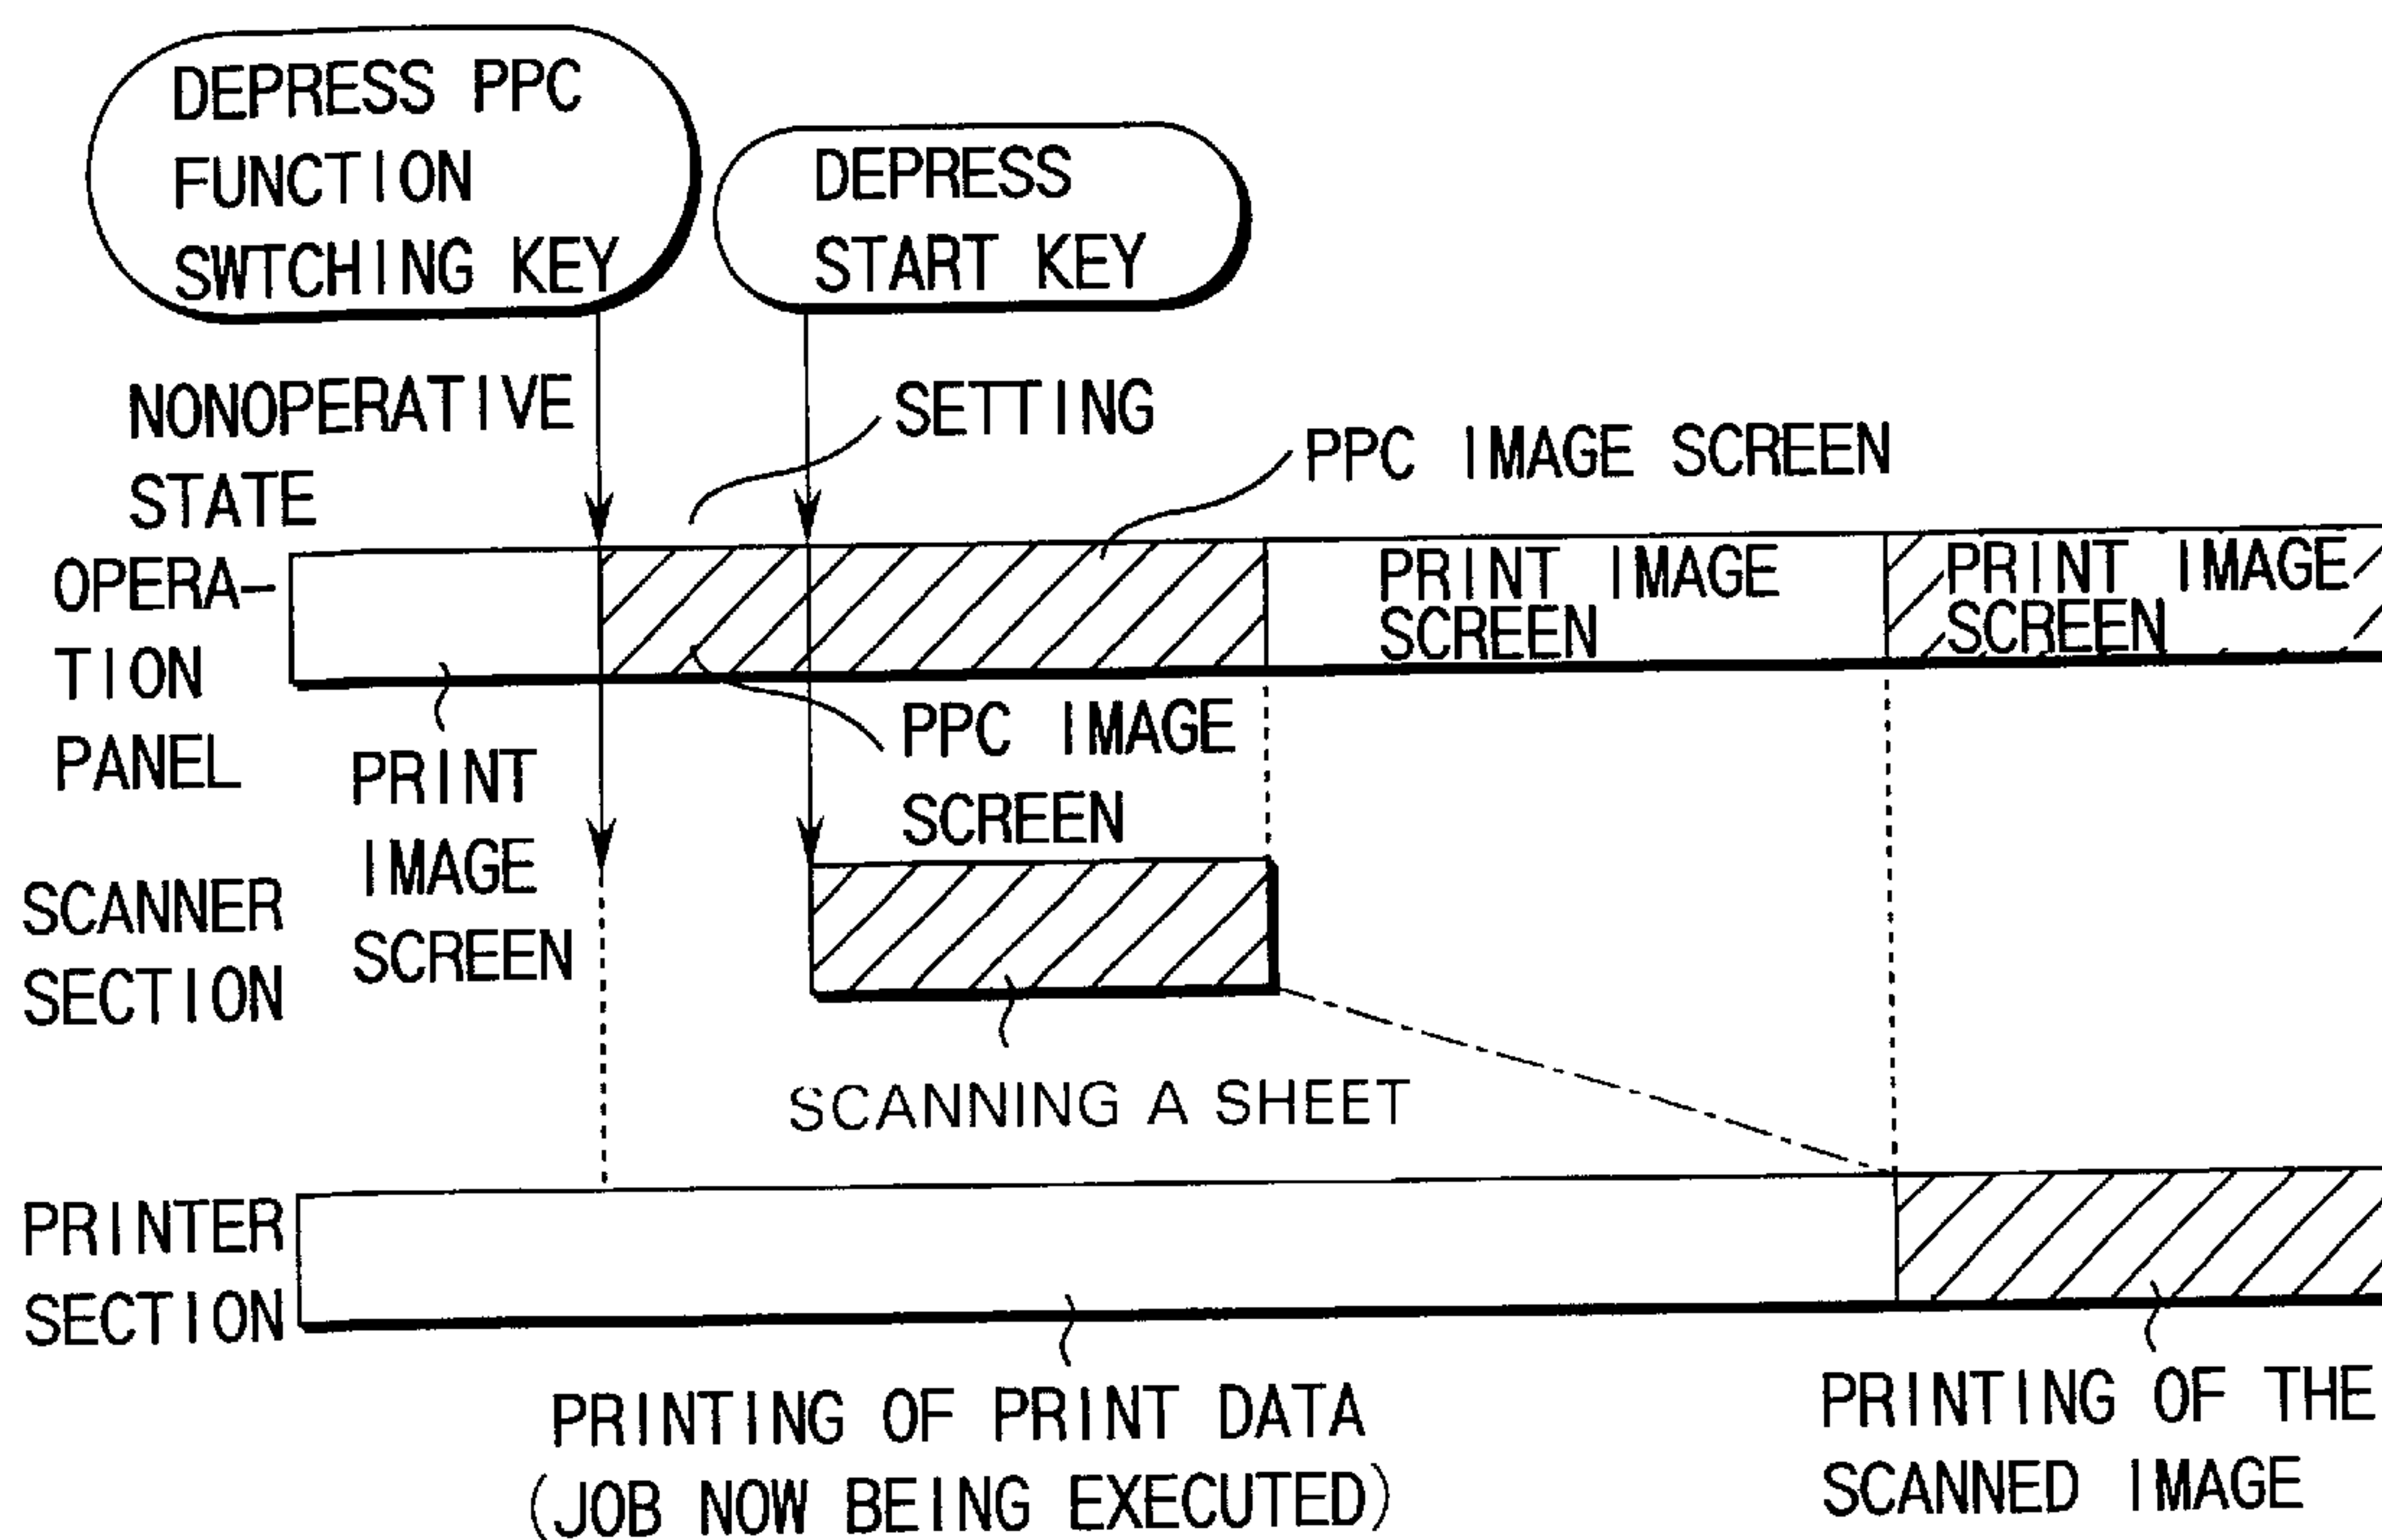 DEPRESS PPC
FUNCTION
SWTCHING KEY
DEPRESS
START KEY
NONOPERATIVE
STATE
SETTING
PPC IMAGE SCREEN
OPERA-
TION
PANEL
PRINT IMAGE
SCREEN
PRINT IMAGE
SCREEN
PRINT
IMAGE
SCREEN
PPC IMAGE
SCREEN
SCANNER
SECTION
SCANNING A SHEET
PRINTER
SECTION
PRINTING OF PRINT DATA
(JOB NOW BEING EXECUTED)
PRINTING OF THE
SCANNED IMAGE